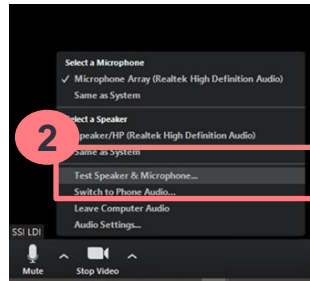 Select a Microphone
✓ Microphone Array (Realtek High Definition Audio)
Same as System
2
elect a Speaker
peaker/HP (Realtek High Definition Audio)
Same as System
Test Speaker & Microphone...
Switch to Phone Audio...
Leave Computer Audio
Audio Settings...
SSI LDI
Mute
Stop Video